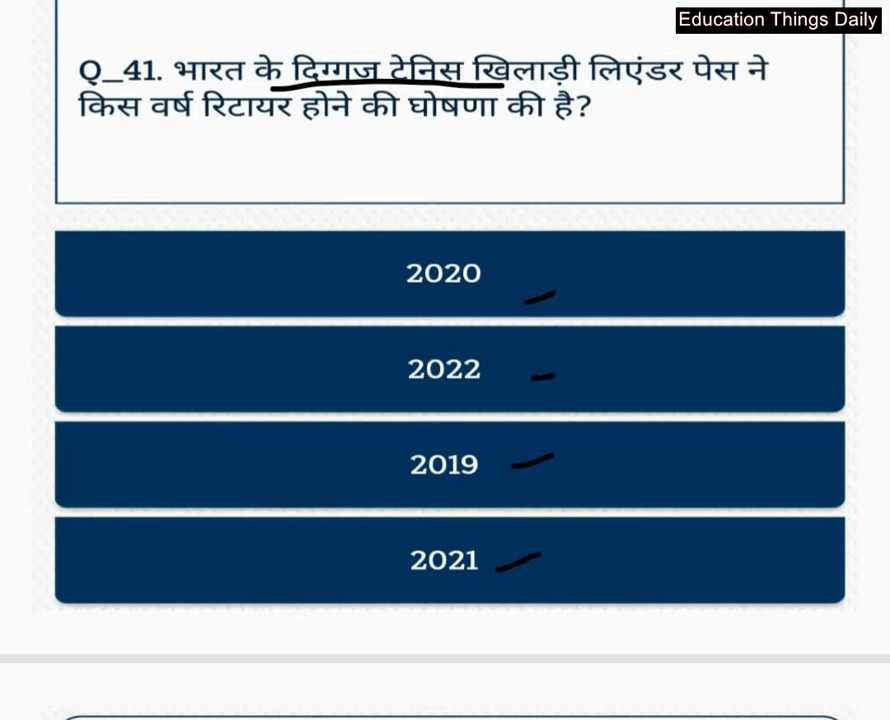 Education Things Daily
Q_41. भारत के दिग्गज टेनिस खिलाड़ी लिएंडर पेस ने
किस वर्ष रिटायर होने की घोषणा की है?
2020
2022
2019
2021